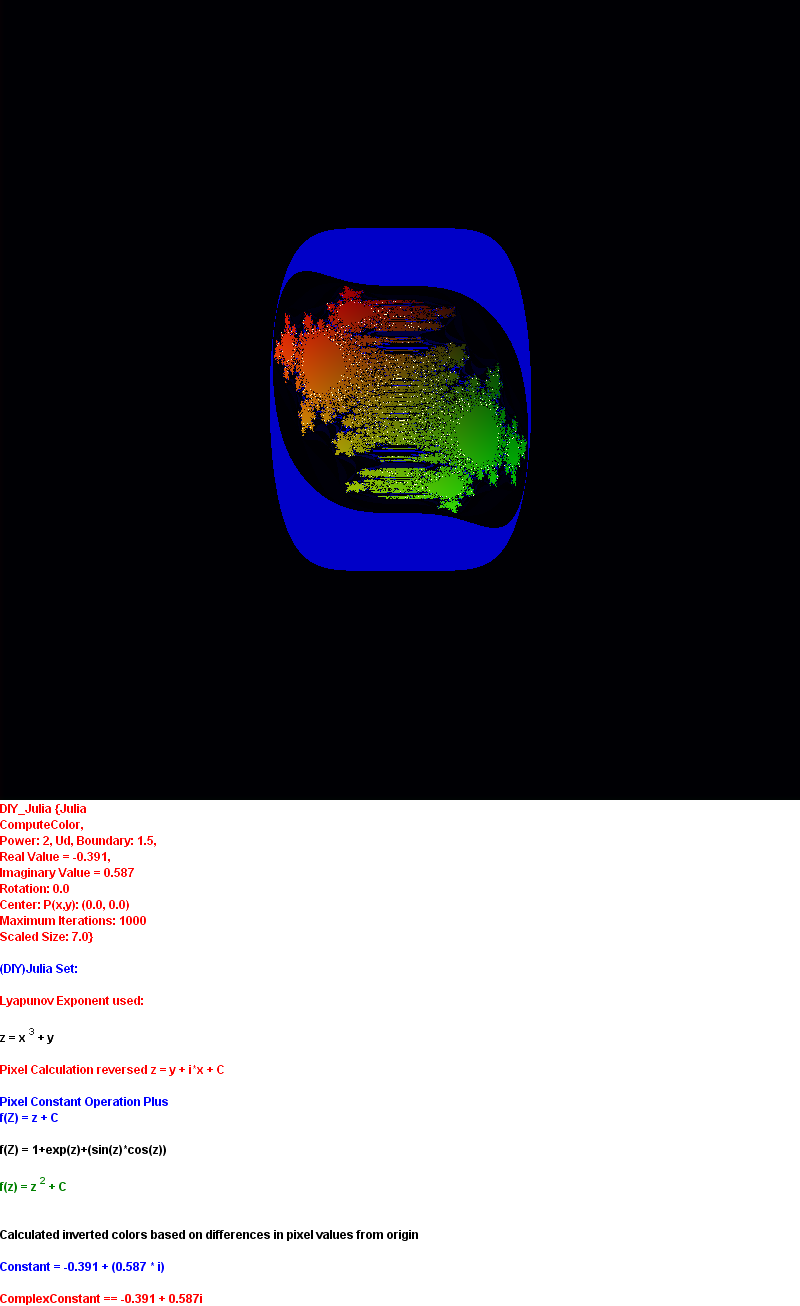 DIY_Julia {Julia
ComputeColor,
Power: 2, Ud, Boundary: 1.5,
Real Value = -0.391,
Imaginary Value = 0.587
Rotation: 0.0
Center: P(x,y): (0.0, 0.0)
Maximum Iterations: 1000
Scaled Size: 7.0}
(DIY)Julia Set:
Lyapunov Exponent used:
z = x 3 + y
Pixel Calculation reversed z = y + i*x + C
Pixel Constant Operation Plus
f(Z) = z + C
f(Z) = 1+exp(z)+(sin(z)*cos(z))
f(z) = z 2 + C
Calculated inverted colors based on differences in pixel values from origin
Constant = -0.391 + (0.587 * i)
ComplexConstant == -0.391 + 0.587i